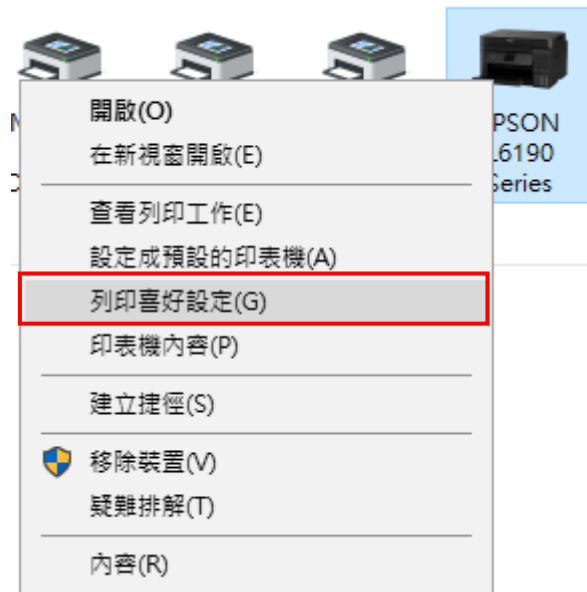 開啟(O)
在新視窗開啟(E)
查看列印工作(E)
設定成預設的印表機(A)
列印喜好設定(G)
印表機內容(P)
建立捷徑(S)
移除裝置(V)
疑難排解(T)
內容(R)
PSON
L6190
Series